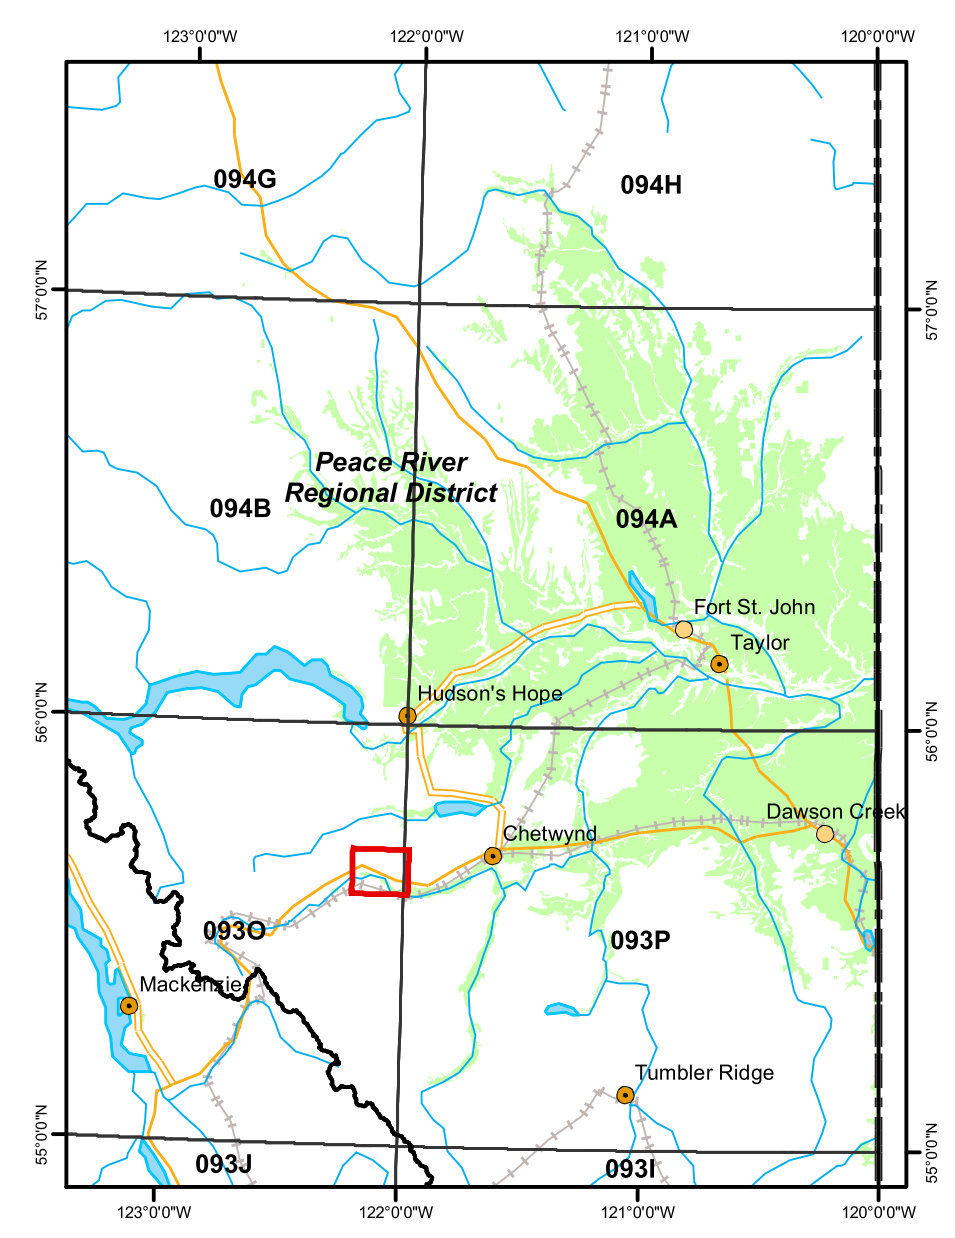 123°0'0"W 122°0'0"W 121°0'0"W 120°0'0"W
094G
094H
57°0'0"N
57°0'0"N
Peace River
Regional District
094B
094A
Fort St. John
Taylor
Hudson's Hope
56°0'0"N
56°0'0"N
Dawson Creek
Chetwynd
093O
093P
Mackenzie
Tumbler Ridge
55°0'0"N
55°0'0"N
093J
093I
123°0'0"W 122°0'0"W 121°0'0"W 120°0'0"W